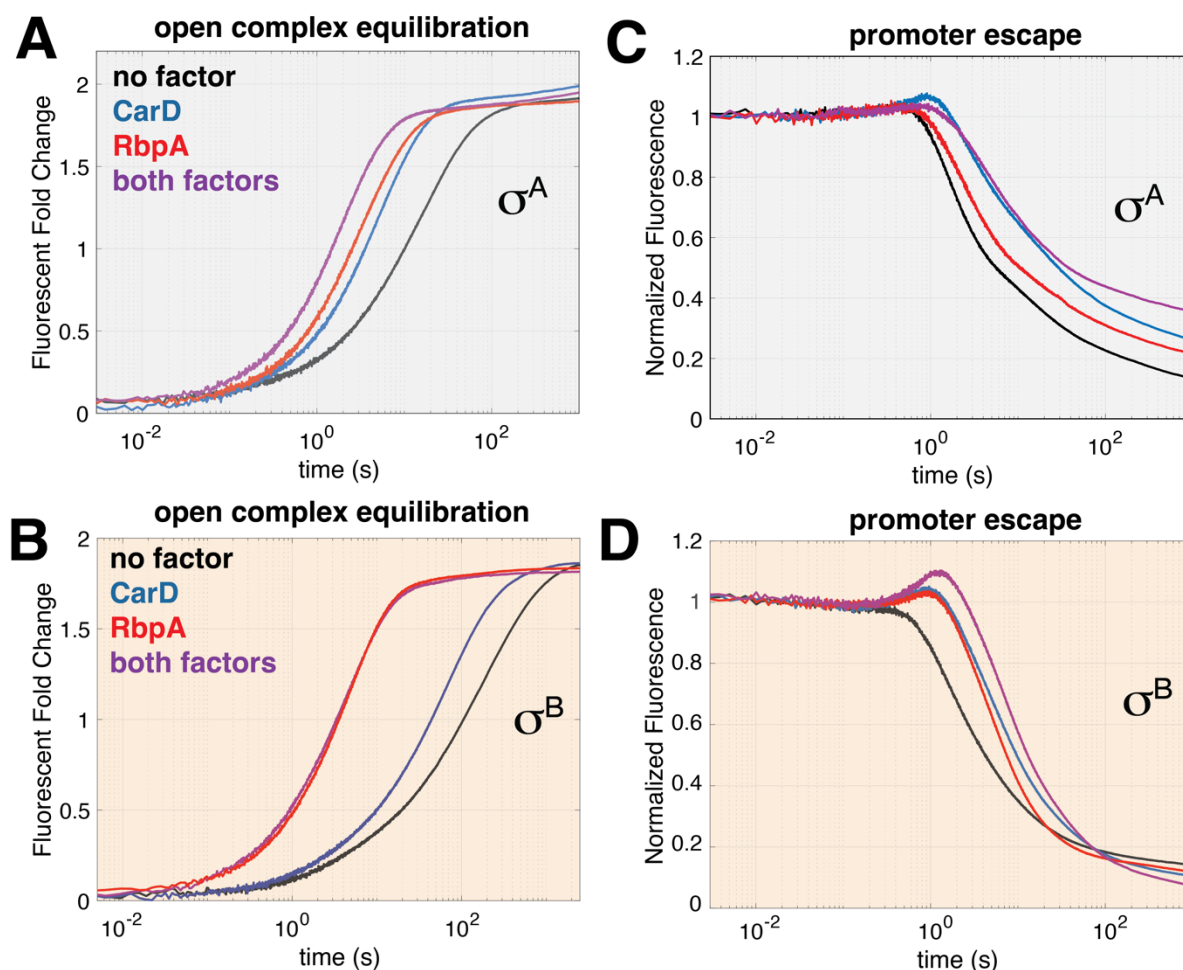 A
open complex equilibration
Fluorescent Fold Change
2
1.5
1
0.5
0
no factor
CarD
RbpA
both factors
σA
10-2
100
102
time (s)
C
promoter escape
Normalized Fluorescence
1.2
1
0.8
0.6
0.4
0.2
0
σA
10-2
100
102
time (s)
B
open complex equilibration
Fluorescent Fold Change
2
1.5
1
0.5
0
no factor
CarD
RbpA
both factors
σB
10-2
100
102
time (s)
D
promoter escape
Normalized Fluorescence
1.2
1
0.8
0.6
0.4
0.2
0
σB
10-2
100
102
time (s)